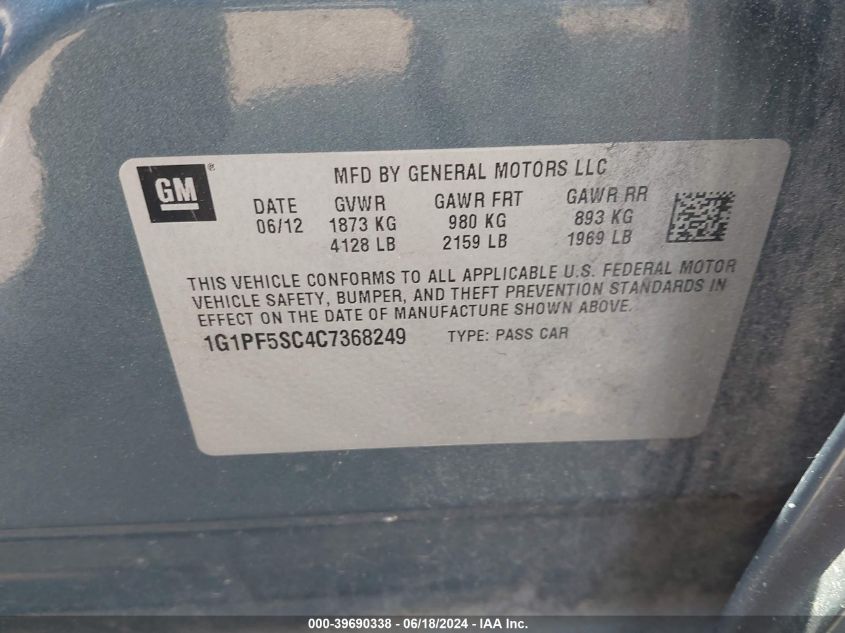 GM®
MFD BY GENERAL MOTORS LLC
DATE GVWR GAWR FRT GAWR RR
06/12 1873 KG 980 KG 893 KG
4128 LB 2159 LB 1969 LB
THIS VEHICLE CONFORMS TO ALL APPLICABLE U.S. FEDERAL MOTOR
VEHICLE SAFETY, BUMPER, AND THEFT PREVENTION STANDARDS IN
EFFECT ON THE DATE OF MANUFACTURE SHOWN ABOVE.
1G1PF5SC4C7368249 TYPE: PASS CAR
000-39690338 - 06/18/2024 - IAA Inc.